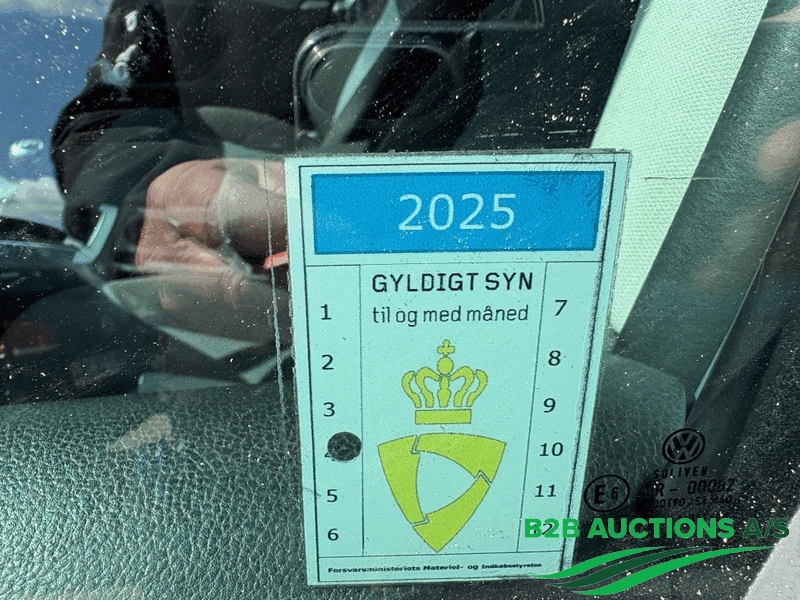 2025
GYLDIGT SYN
til og med måned
1 7
2 8
3 9
10
5 11
6
Forsvarsministeriets Materiel- og Indkøbsstyrelse
SOLIVER
B2B AUCTIONS A/S